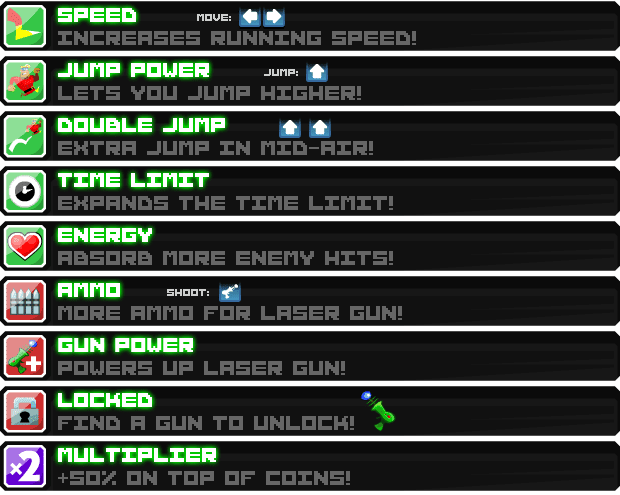 SPEED MOVE:
INCREASES RUNNING SPEED!
JUMP POWER JUMP:
LETS YOU JUMP HIGHER!
DOUBLE JUMP
EXTRA JUMP IN MID-AIR!
TIME LIMIT
EXPANDS THE TIME LIMIT!
ENERGY
ABSORB MORE ENEMY HITS!
AMMO SHOOT:
MORE AMMO FOR LASER GUN!
GUN POWER
POWERS UP LASER GUN!
LOCKED
FIND A GUN TO UNLOCK!
×2 MULTIPLIER
+50% ON TOP OF COINS!